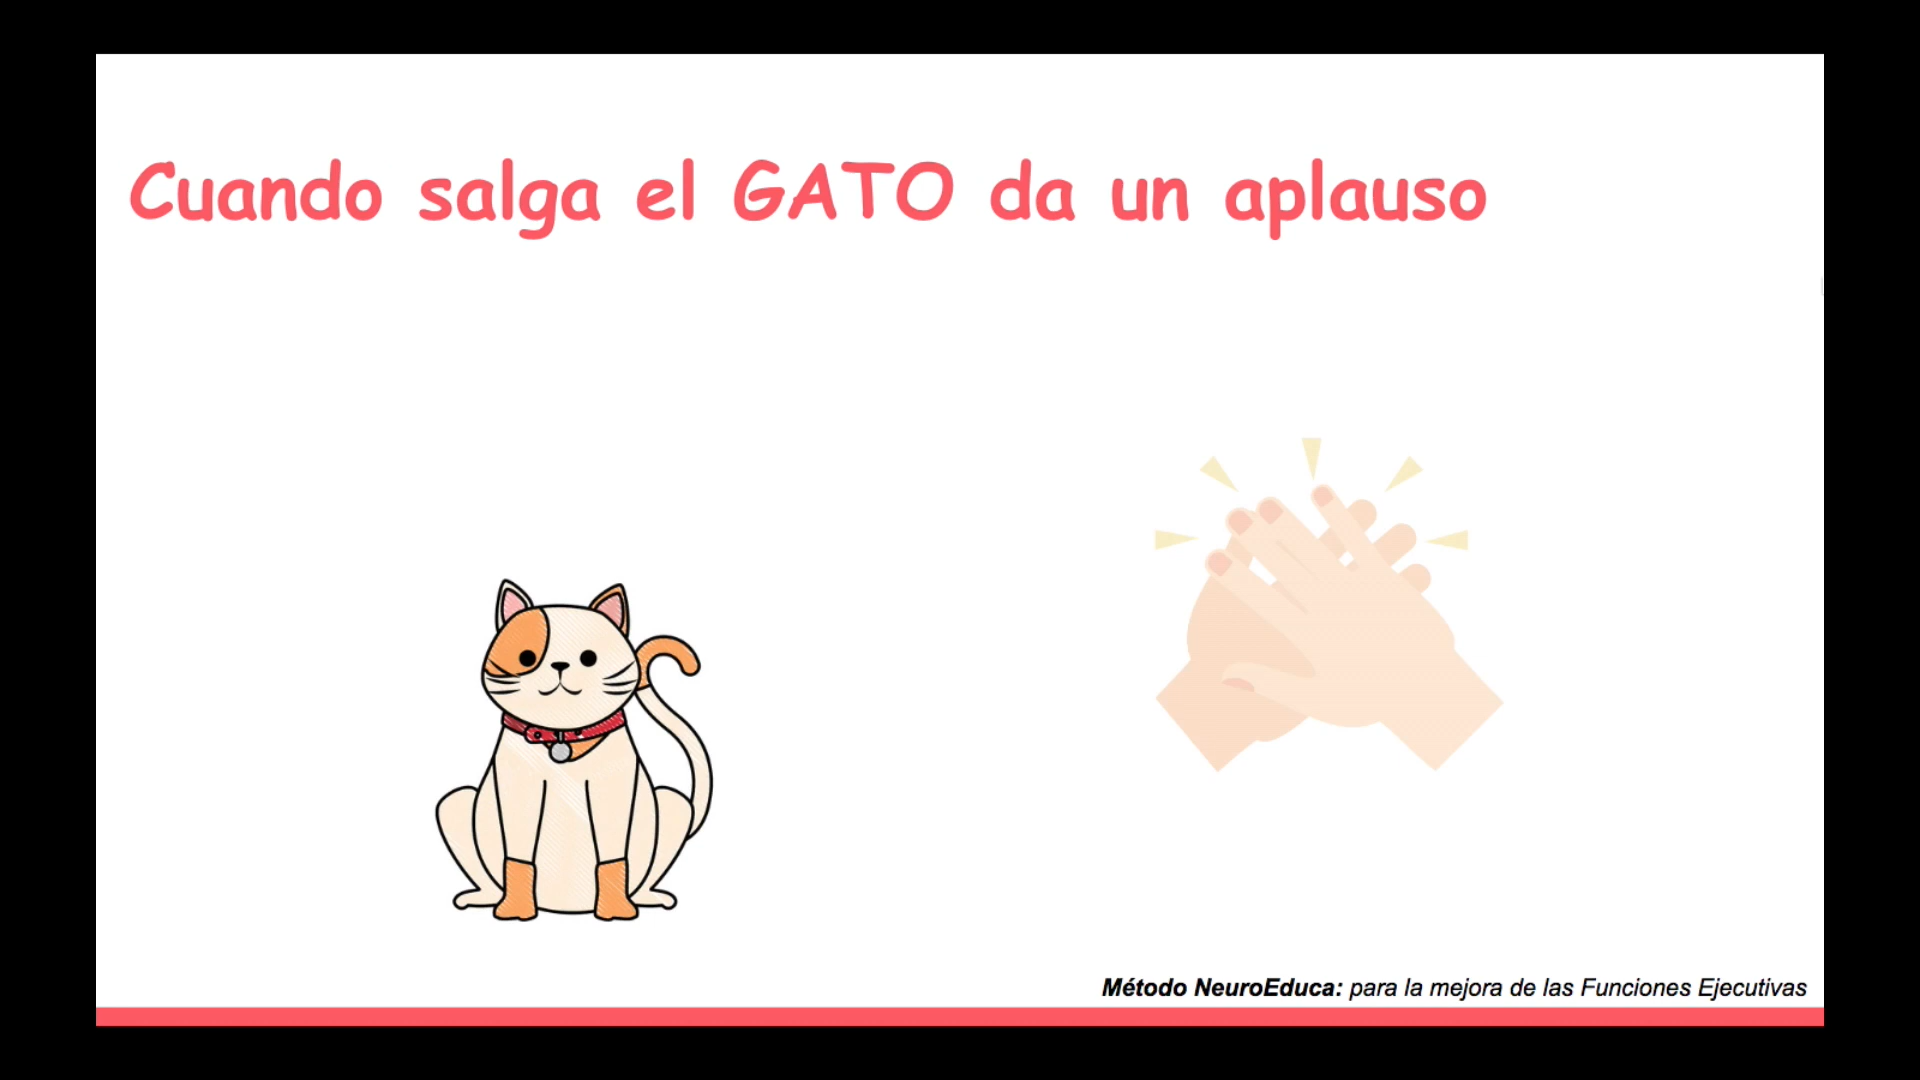 Cuando salga el GATO da un aplauso
Método NeuroEduca: para la mejora de las Funciones Ejecutivas